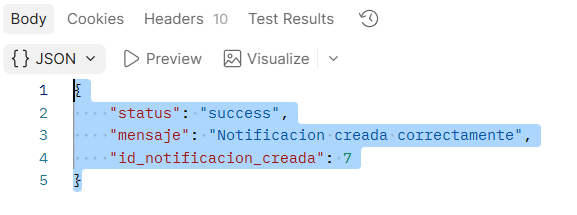 Body Cookies Headers 10 Test Results
{} JSON Preview Visualize
1 {
2 "status": "success",
3 "mensaje": "Notificacion creada correctamente",
4 "id_notificacion_creada": 7
5 }